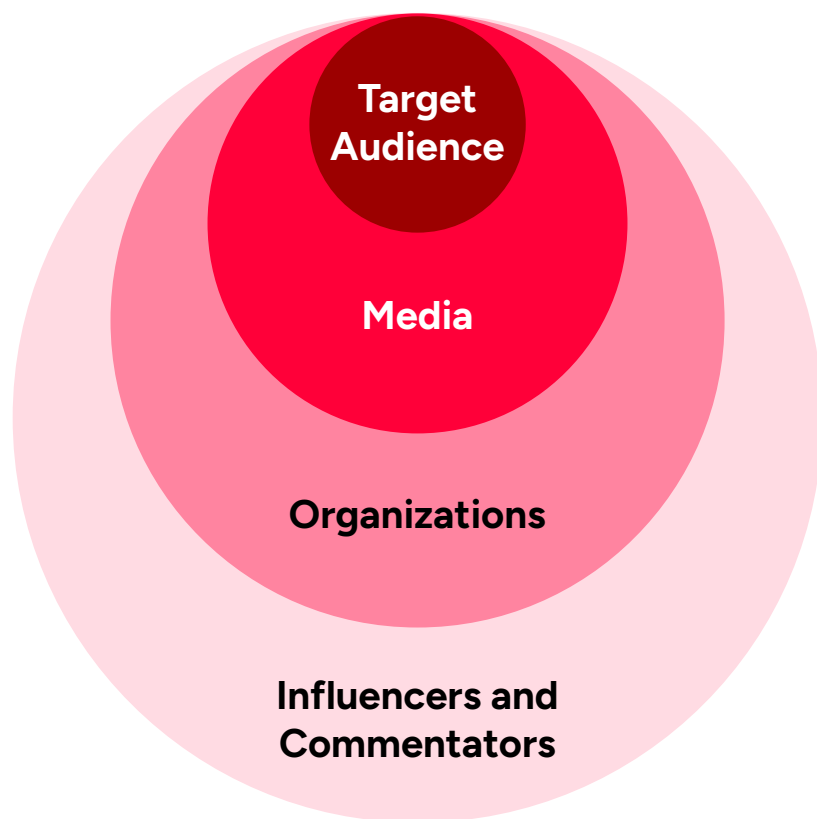 Target
Audience
Media
Organizations
Influencers and
Commentators